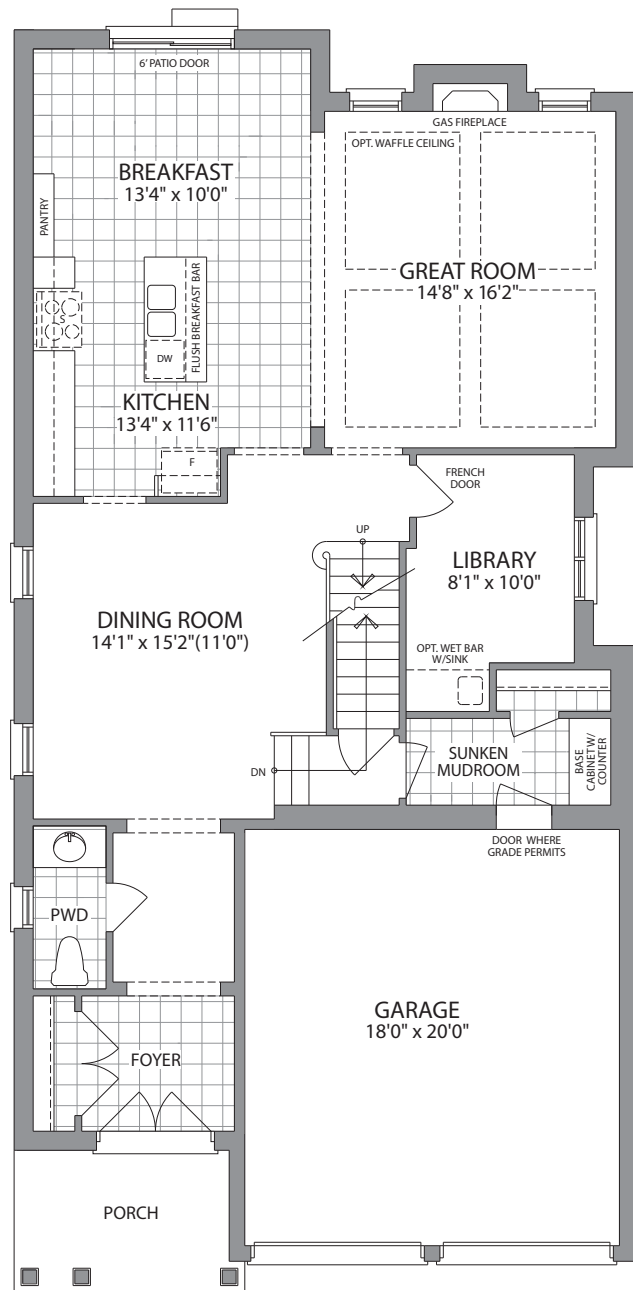 6' PATIO DOOR
GAS FIREPLACE
OPT. WAFFLE CEILING
BREAKFAST
13'4" x 10'0"
PANTRY
GREAT ROOM
14'8" x 16'2"
FLUSH BREAKFAST BAR
S
DW
KITCHEN
13'4" x 11'6"
F
FRENCH
DOOR
UP
LIBRARY
8'1" x 10'0"
DINING ROOM
14'1" x 15'2"(11'0")
OPT. WET BAR
W/SINK
SUNKEN
MUDROOM
BASE
CABINET W/
COUNTER
DN
DOOR WHERE
GRADE PERMITS
PWD
GARAGE
18'0" x 20'0"
FOYER
PORCH